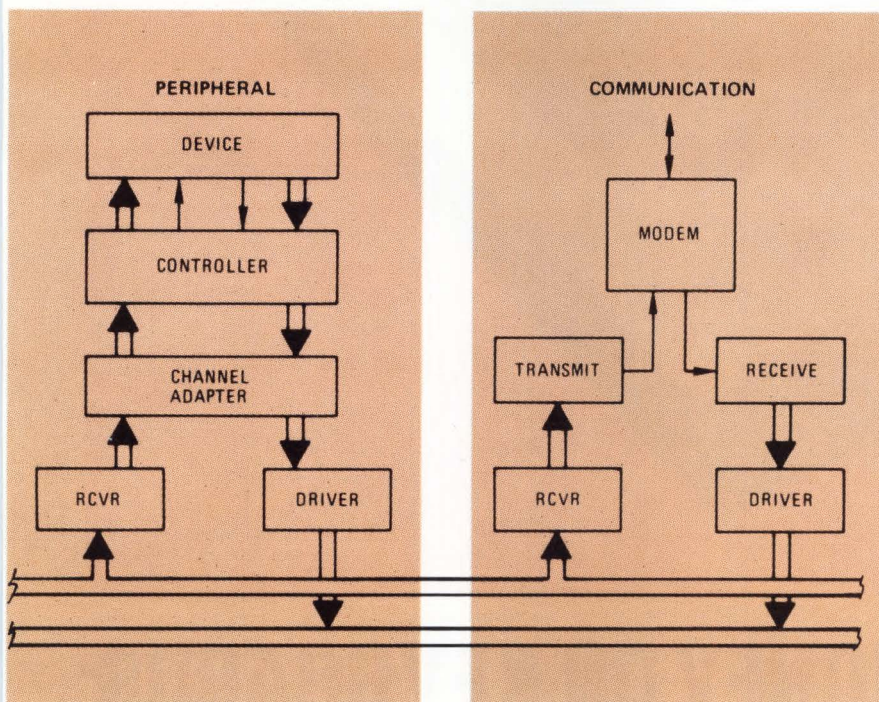 PERIPHERAL
DEVICE
CONTROLLER
CHANNEL
ADAPTER
RCVR
DRIVER
COMMUNICATION
MODEM
TRANSMIT
RECEIVE
RCVR
DRIVER